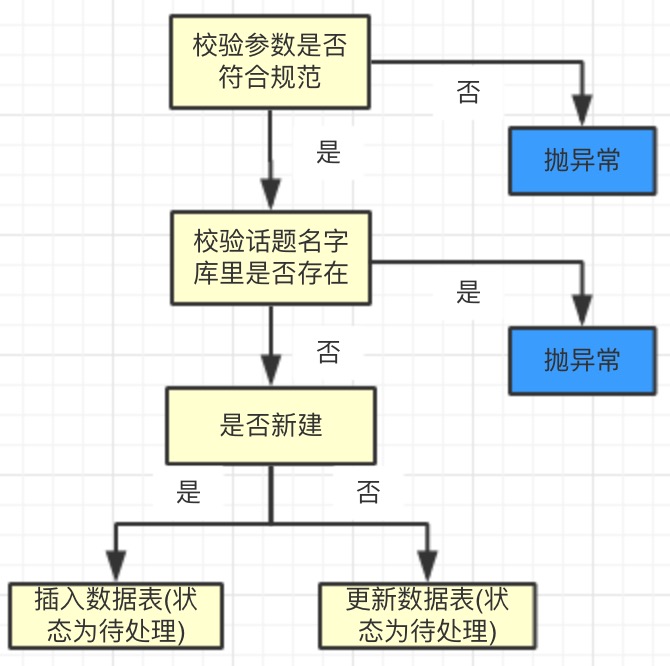 校验参数是否
符合规范
否
是
抛异常
校验话题名字
库里是否存在
是
否
抛异常
是否新建
是
否
插入数据表(状
态为待处理)
更新数据表(状
态为待处理)